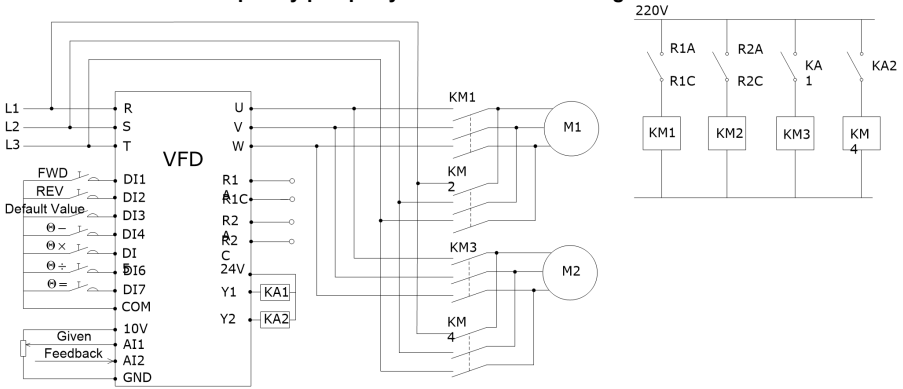 220V
R1A
R1C
R2A
R2C
KA
1
KA2
KM1
KM2
KM3
KM
4
L1
L2
L3
R
S
T
VFD
U
V
W
FWD
REV
Default Value
Θ−
Θ×
Θ÷
Θ=
DI1
DI2
DI3
DI4
DI
5
DI6
DI7
COM
10V
AI1
AI2
GND
Given
Feedback
R1
A
R1C
R2
A
R2
C
24V
Y1
Y2
KA1
KA2
KM1
KM
2
KM3
KM
4
M1
M2